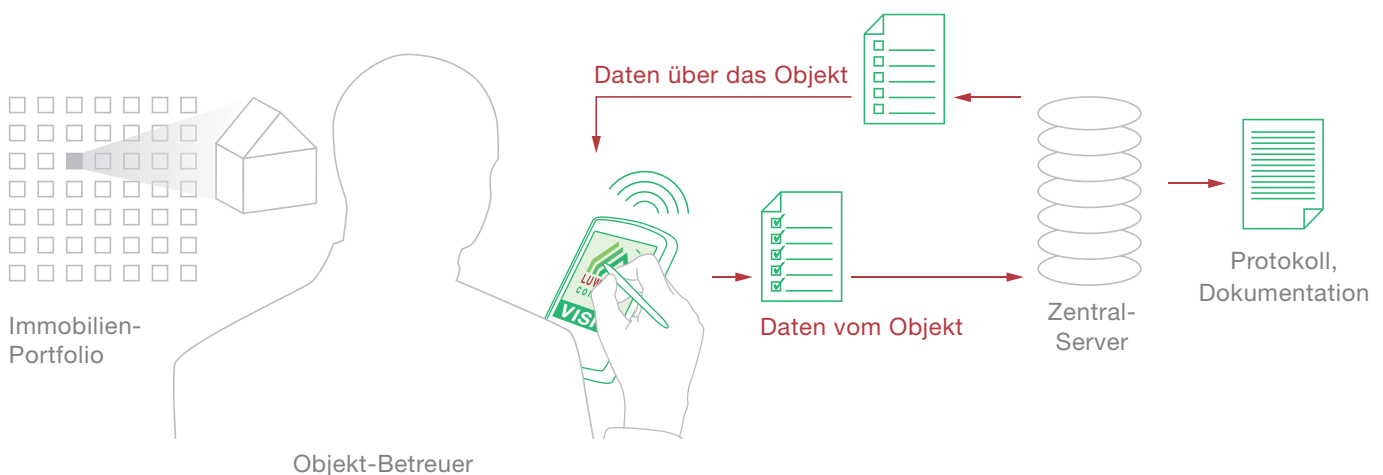 Daten über das Objekt
Immobilien-
Portfolio
Daten vom Objekt
Zentral-
Server
Protokoll,
Dokumentation
Objekt-Betreuer